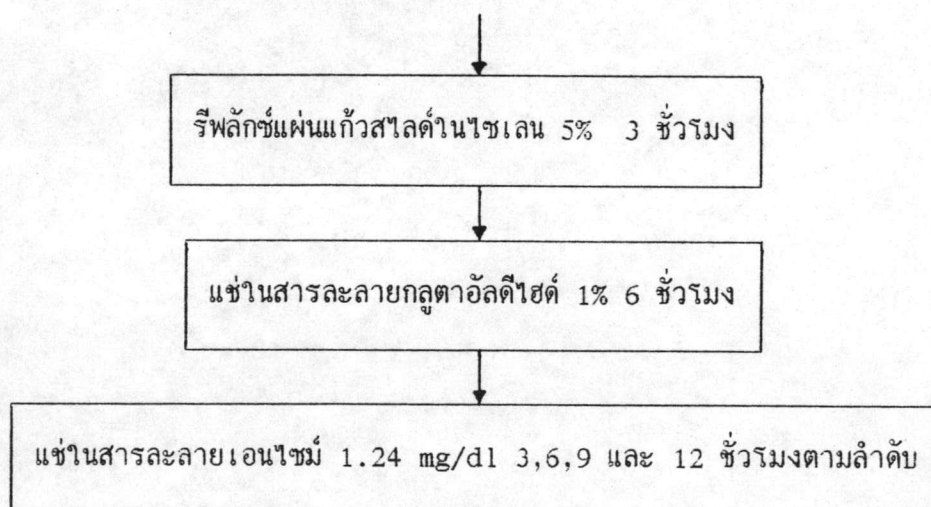 รีฟลักซ์แผ่นแก้วสไลด์ในไซเลน 5% 3 ชั่วโมง
แช่ในสารละลายกลูตาอัลดีไฮด์ 1% 6 ชั่วโมง
แช่ในสารละลายเอนไซม์ 1.24 mg/dl 3,6,9 และ 12 ชั่วโมงตามลำดับ